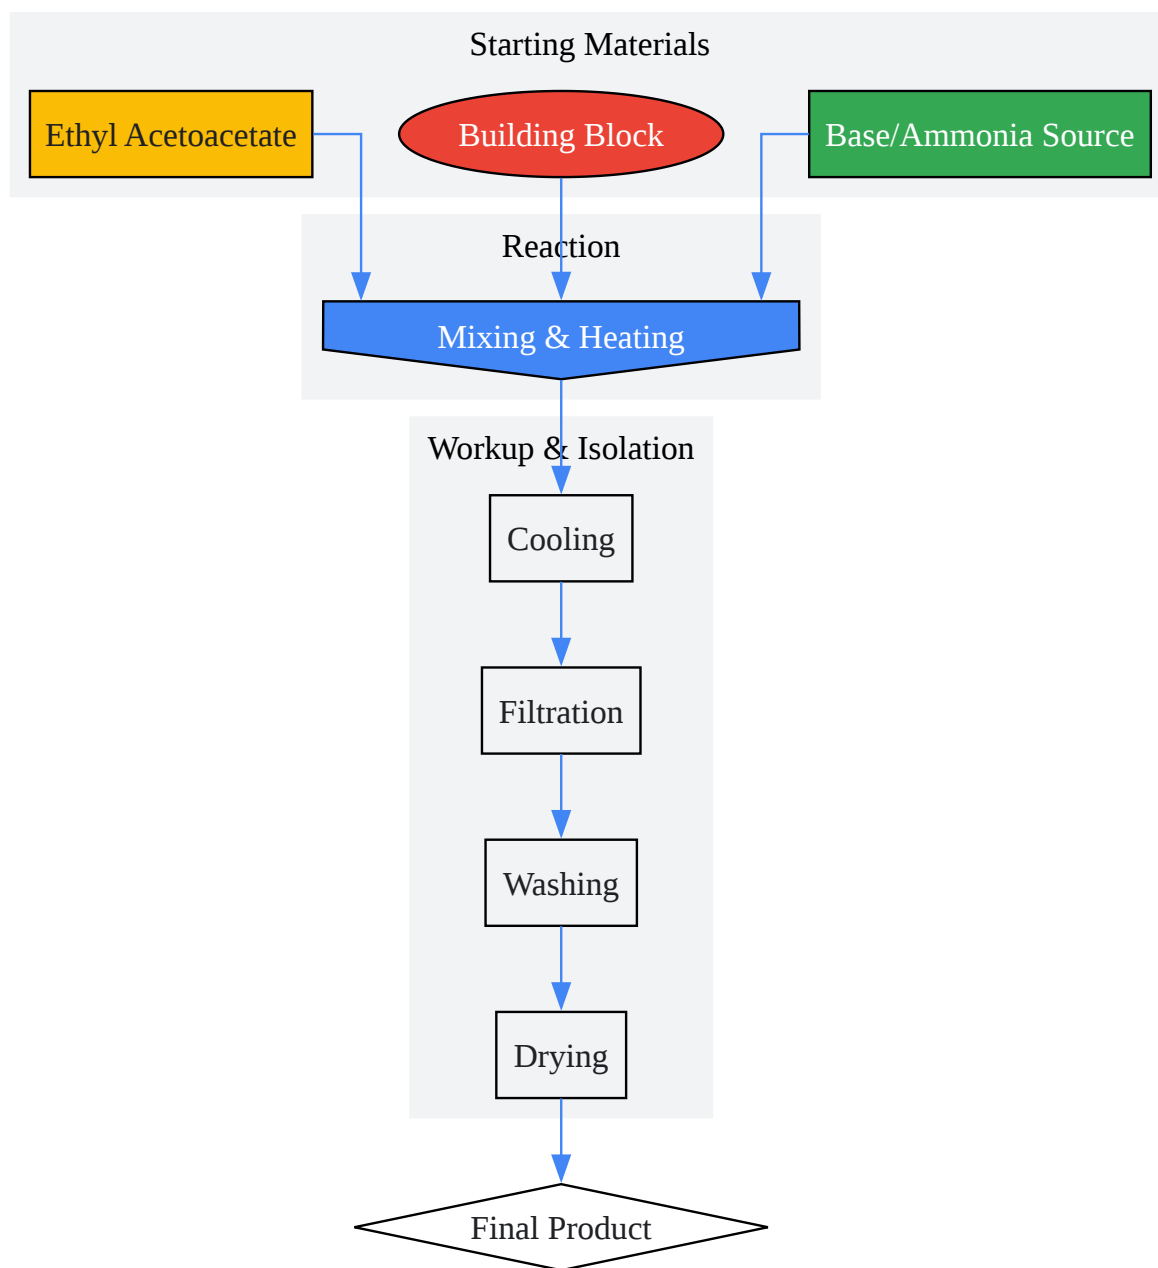 Starting Materials
Ethyl Acetoacetate
Building Block
Base/Ammonia Source
Reaction
Mixing & Heating
Workup & Isolation
Cooling
Filtration
Washing
Drying
Final Product